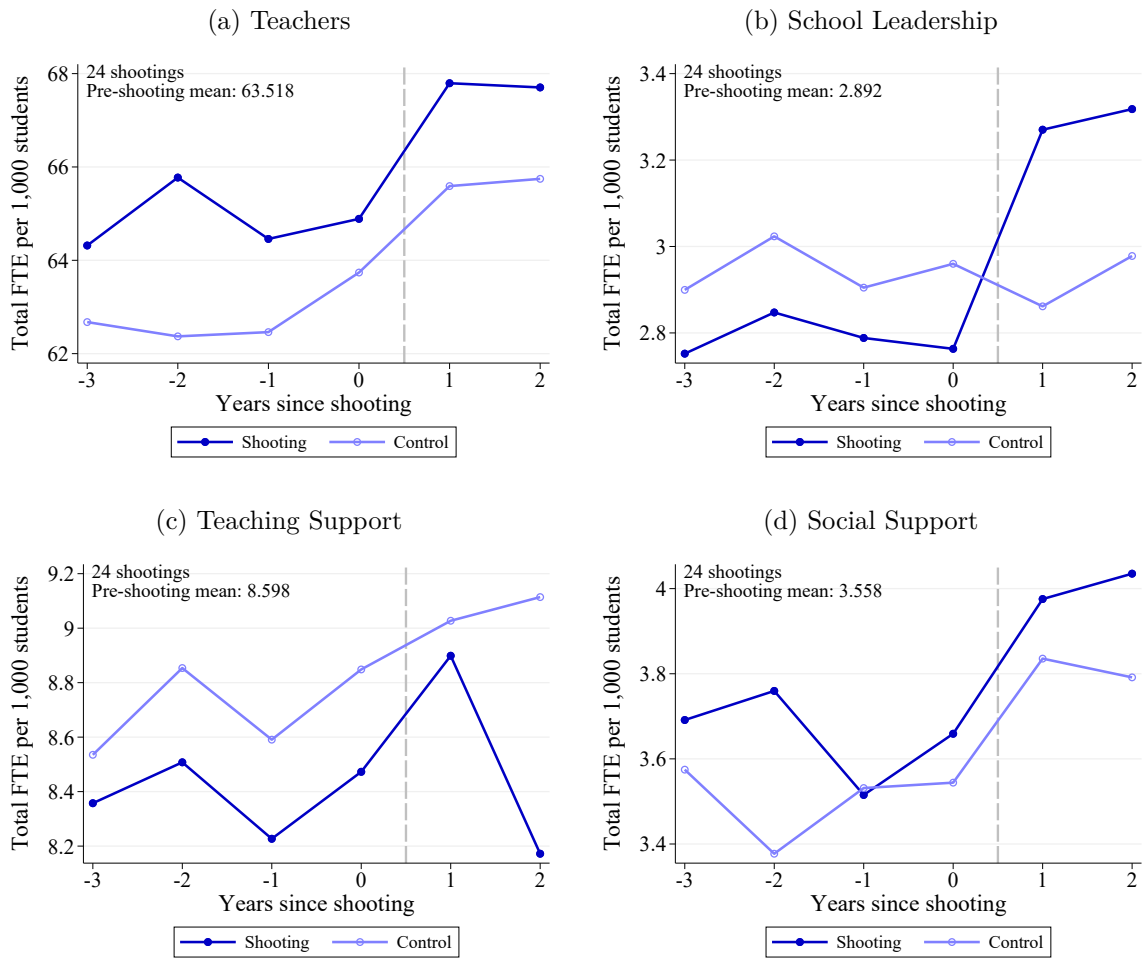 (a) Teachers
Total FTE per 1,000 students
68
66
64
62
24 shootings
Pre-shooting mean: 63.518
-3 -2 -1 0 1 2
Years since shooting
Shooting Control
(b) School Leadership
Total FTE per 1,000 students
3.4
3.2
3
2.8
24 shootings
Pre-shooting mean: 2.892
-3 -2 -1 0 1 2
Years since shooting
Shooting Control
(c) Teaching Support
Total FTE per 1,000 students
9.2
9
8.8
8.6
8.4
8.2
24 shootings
Pre-shooting mean: 8.598
-3 -2 -1 0 1 2
Years since shooting
Shooting Control
(d) Social Support
Total FTE per 1,000 students
4
3.8
3.6
3.4
24 shootings
Pre-shooting mean: 3.558
-3 -2 -1 0 1 2
Years since shooting
Shooting Control